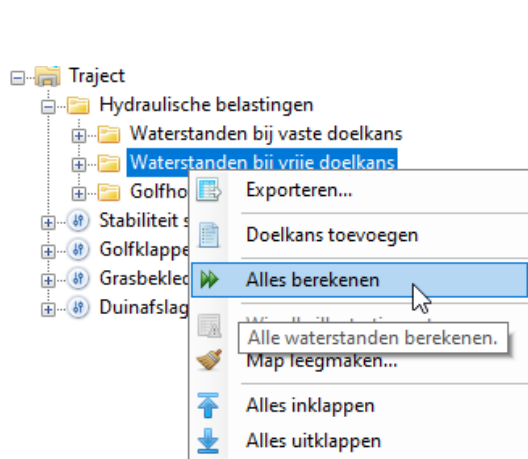 Traject
Hydraulische belastingen
Waterstanden bij vaste doelkans
Waterstanden bij vrije doelkans
Golfho
Exporteren...
Stabiliteit s
Doelkans toevoegen
Golfklappe
Grasbekled
Alles berekenen
Duinafslag
Alle waterstanden berekenen.
Map leegmaken...
Alles inklappen
Alles uitklappen